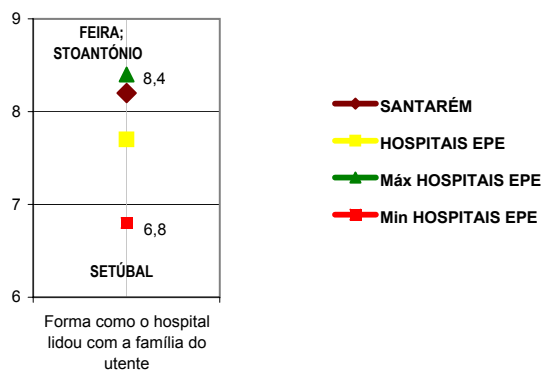 9
FEIRA;
STOANTÓNIO
8,4
8
7
6,8
SETÚBAL
6
Forma como o hospital
lidou com a família do
utente
SANTARÉM
HOSPITAIS EPE
Máx HOSPITAIS EPE
Min HOSPITAIS EPE